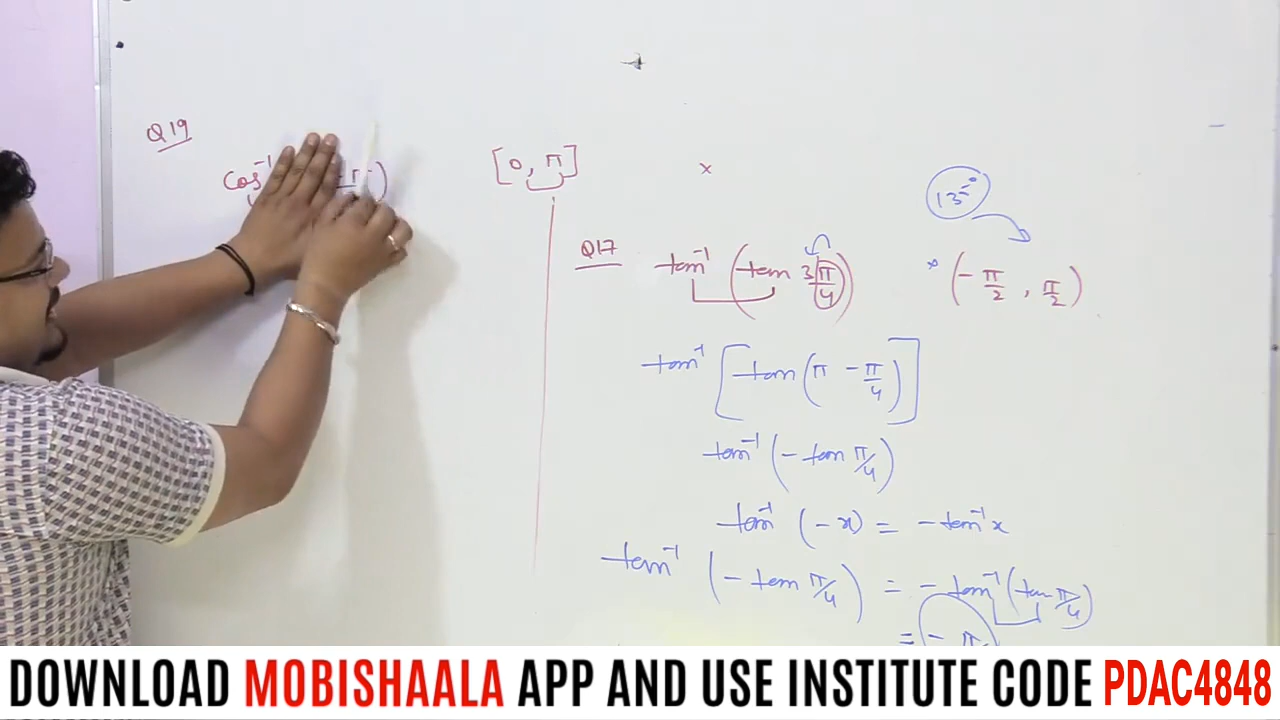 Q19
cos⁻¹
π)
[0, π]
×
135°
Q17 tan⁻¹(tan 3π/4) * (-π/2, π/2)
tan⁻¹[tan(π - π/4)]
tan⁻¹(-tan π/4)
tan⁻¹(-x) = -tan⁻¹x
tan⁻¹(-tan π/4) = -tan⁻¹(tan π/4)
= -π
DOWNLOAD MOBISHAALA APP AND USE INSTITUTE CODE PDAC4848